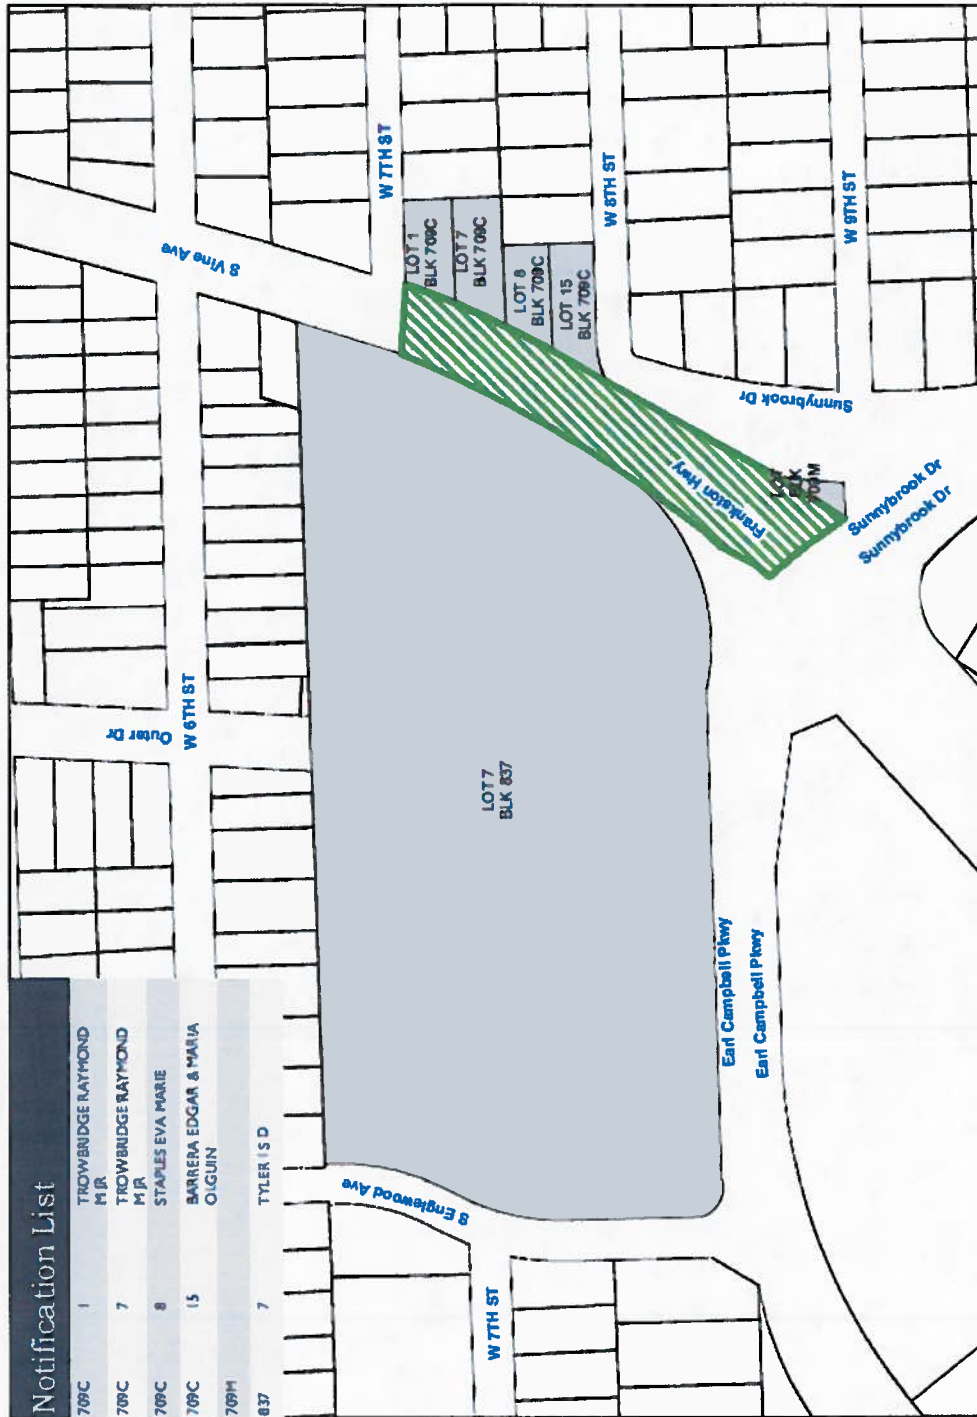 Notification List
709C 1 TROWBRIDGE RAYMOND
M JR
709C 7 TROWBRIDGE RAYMOND
M JR
709C 8 STAPLES EVA MARIE
709C 15 BARRERA EDGAR & MARIA
OLGUIN
709M
837 7 TYLER I S D
S Vine Ave
W 7TH ST
LOT 1
BLK 709C
LOT 7
BLK 709C
LOT 8
BLK 709C
LOT 15
BLK 709C
W 8TH ST
W 9TH ST
Sunnybrook Dr
Frankston Hwy
LOT
BLK
709M
Sunnybrook Dr
Sunnybrook Dr
Outer Dr
W 6TH ST
LOT 7
BLK 837
Earl Campbell Pkwy
Earl Campbell Pkwy
S Englewood Ave
W 7TH ST